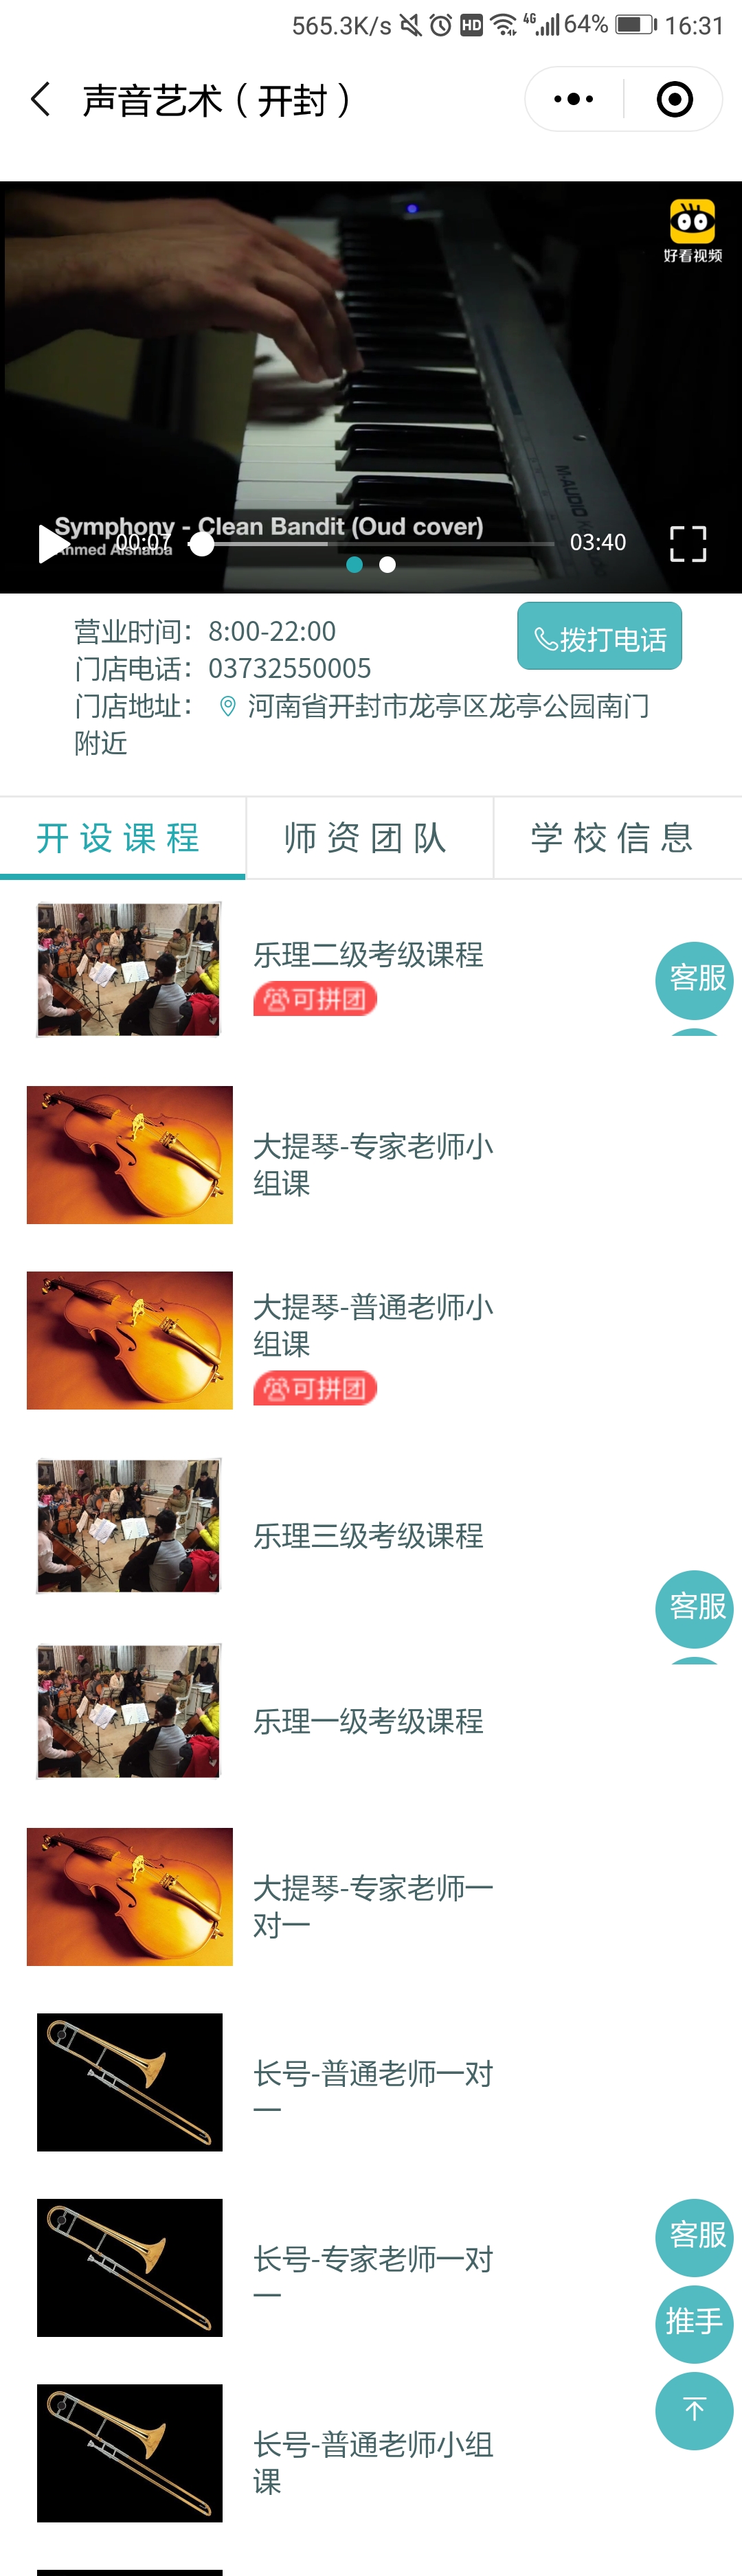 565.3K/s HD 4G 64% 16:31
声音艺术（开封）
好看视频
Symphony - Clean Bandit (Oud cover)
Ahmed Alshaiba
00:07
03:40
M-AUDIO
营业时间：8:00-22:00
拨打电话
门店电话：03732550005
门店地址： 河南省开封市龙亭区龙亭公园南门
附近
开设课程
师资团队
学校信息
乐理二级考级课程
可拼团
客服
大提琴-专家老师小
组课
大提琴-普通老师小
组课
可拼团
乐理三级考级课程
客服
乐理一级考级课程
大提琴-专家老师一
对一
长号-普通老师一对
一
长号-专家老师一对
一
客服
推手
长号-普通老师小组
课